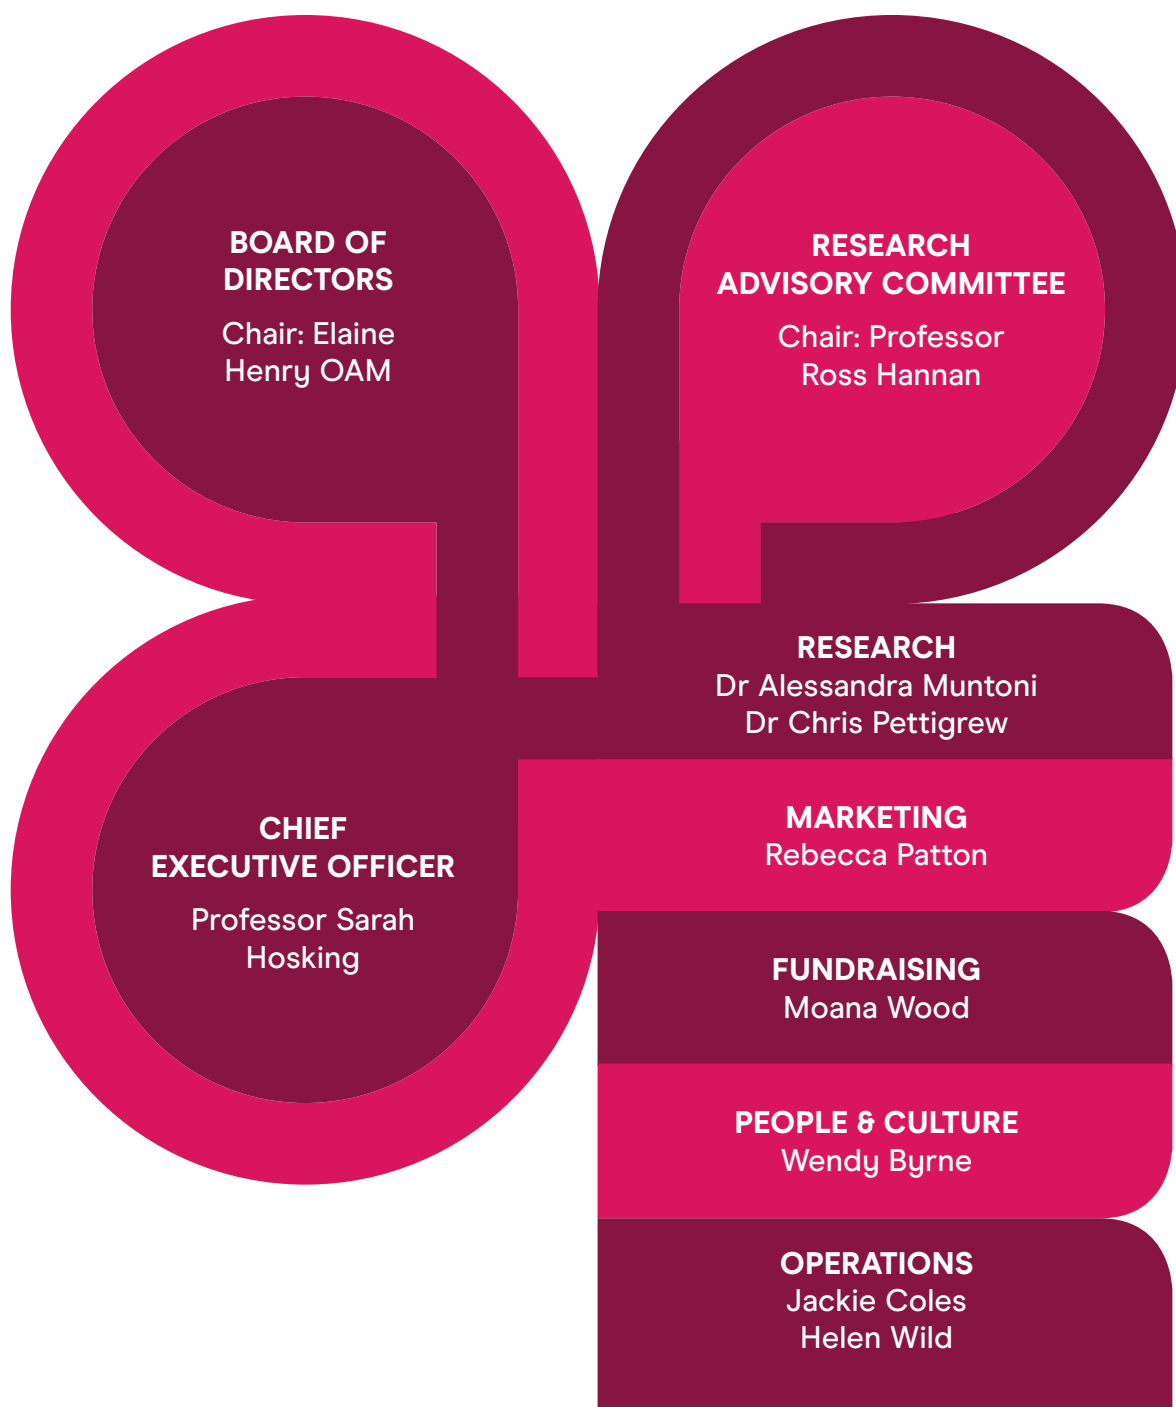 BOARD OF
DIRECTORS
Chair: Elaine
Henry OAM
RESEARCH
ADVISORY COMMITTEE
Chair: Professor
Ross Hannan
CHIEF
EXECUTIVE OFFICER
Professor Sarah
Hosking
RESEARCH
Dr Alessandra Muntoni
Dr Chris Pettigrew
MARKETING
Rebecca Patton
FUNDRAISING
Moana Wood
PEOPLE & CULTURE
Wendy Byrne
OPERATIONS
Jackie Coles
Helen Wild